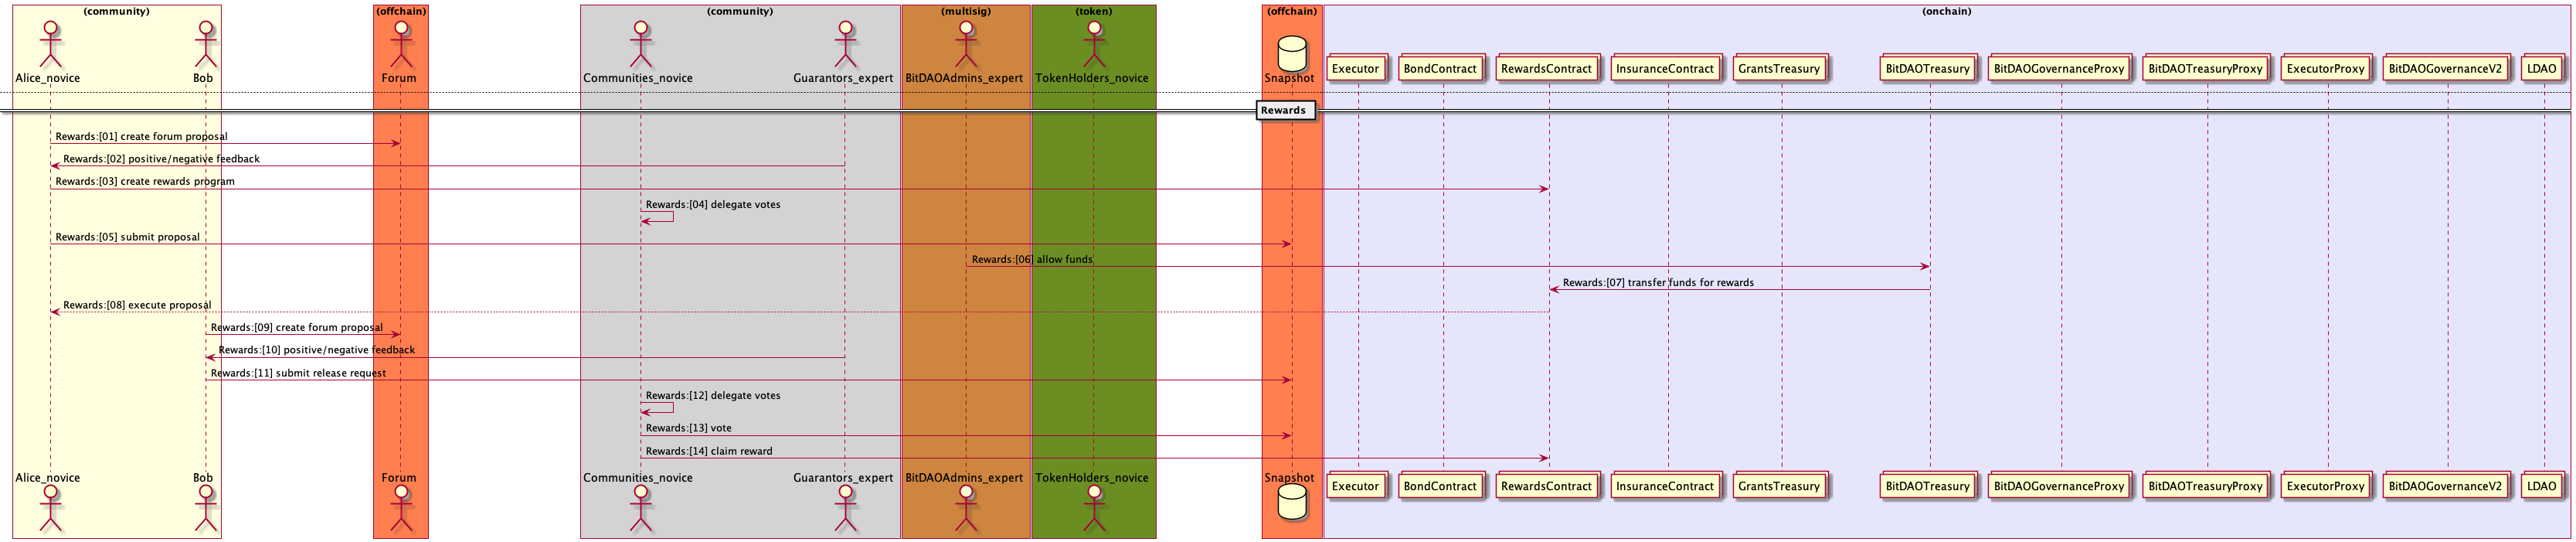 (community)
(offchain)
(community)
(multisig)
(token)
(offchain)
(onchain)
Alice_novice
Bob
Forum
Communities_novice
Guarantors_expert
BitDAOAdmins_expert
TokenHolders_novice
Snapshot
Executor
BondContract
RewardsContract
InsuranceContract
GrantsTreasury
BitDAOTreasury
BitDAOGovernanceProxy
BitDAOTreasuryProxy
ExecutorProxy
BitDAOGovernanceV2
LDAO
Rewards
Rewards:[01] create forum proposal
Rewards:[02] positive/negative feedback
Rewards:[03] create rewards program
Rewards:[04] delegate votes
Rewards:[05] submit proposal
Rewards:[06] allow funds
Rewards:[07] transfer funds for rewards
Rewards:[08] execute proposal
Rewards:[09] create forum proposal
Rewards:[10] positive/negative feedback
Rewards:[11] submit release request
Rewards:[12] delegate votes
Rewards:[13] vote
Rewards:[14] claim reward
Alice_novice
Bob
Forum
Communities_novice
Guarantors_expert
BitDAOAdmins_expert
TokenHolders_novice
Snapshot
Executor
BondContract
RewardsContract
InsuranceContract
GrantsTreasury
BitDAOTreasury
BitDAOGovernanceProxy
BitDAOTreasuryProxy
ExecutorProxy
BitDAOGovernanceV2
LDAO